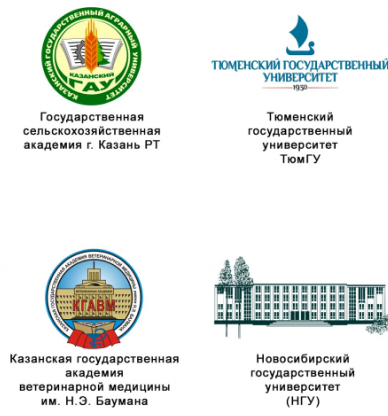 КАЗАНСКИЙ ГОСУДАРСТВЕННЫЙ АГРАРНЫЙ УНИВЕРСИТЕТ
КАЗАНСКИЙ
ГАУ
Государственная
сельскохозяйственная
академия г. Казань РТ
ТЮМЕНСКИЙ ГОСУДАРСТВЕННЫЙ
УНИВЕРСИТЕТ
1930
Тюменский
государственный
университет
ТюмГУ
КГАВМ
Казанская государственная
академия
ветеринарной медицины
им. Н.Э. Баумана
Новосибирский
государственный
университет
(НГУ)